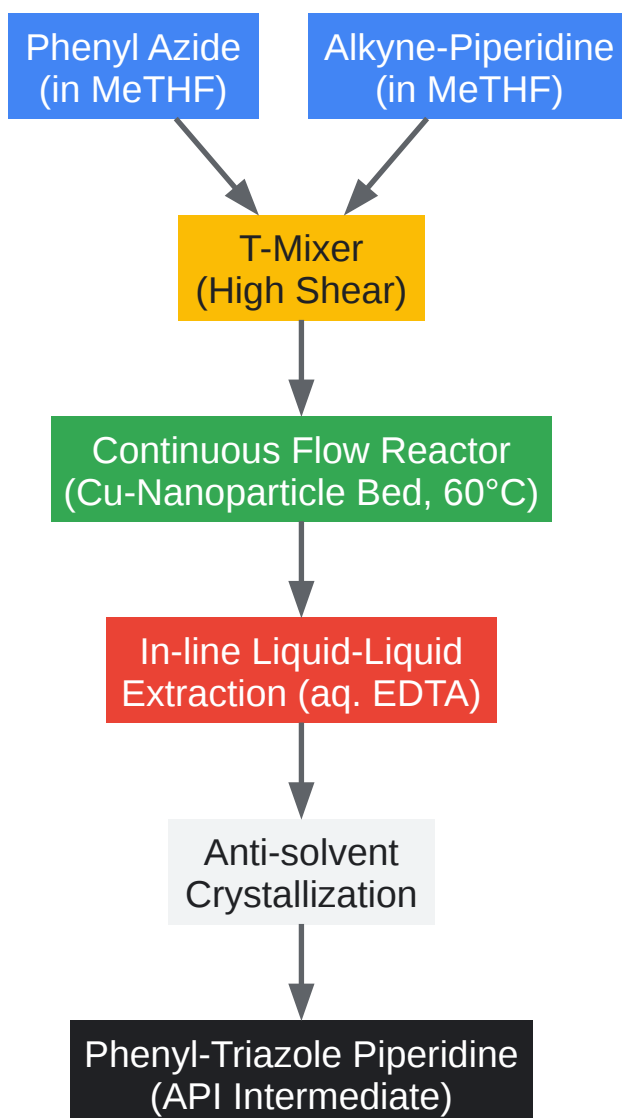 Phenyl Azide
(in MeTHF)
Alkyne-Piperidine
(in MeTHF)
T-Mixer
(High Shear)
Continuous Flow Reactor
(Cu-Nanoparticle Bed, 60°C)
In-line Liquid-Liquid
Extraction (aq. EDTA)
Anti-solvent
Crystallization
Phenyl-Triazole Piperidine
(API Intermediate)